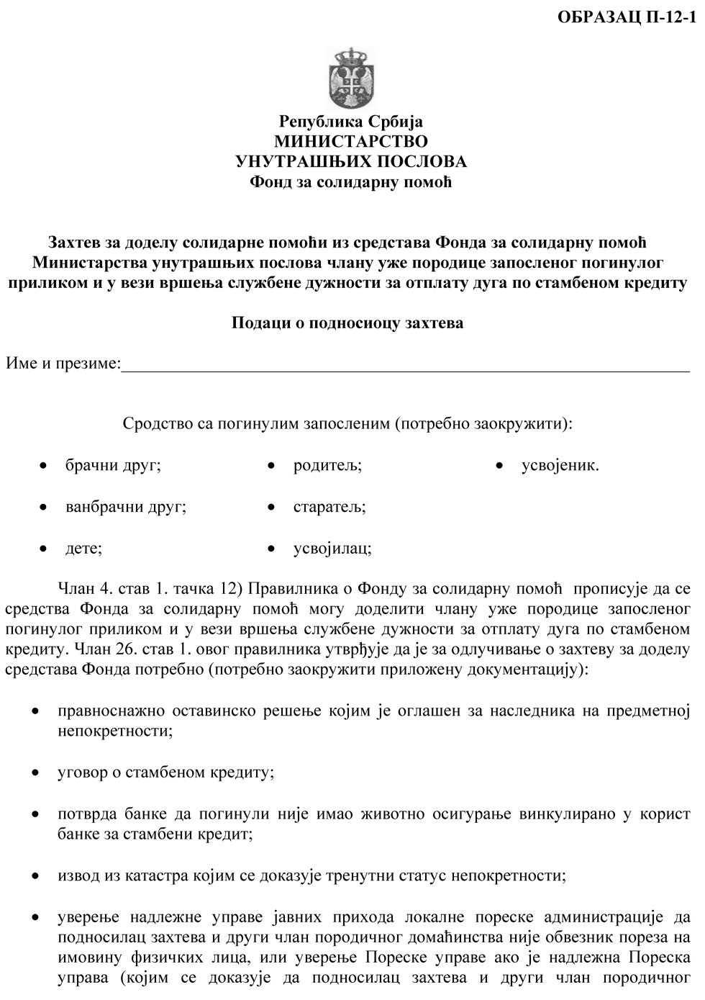 ОБРАЗАЦ П-12-1
Република Србија
МИНИСТАРСТВО
УНУТРАШЊИХ ПОСЛОВА
Фонд за солидарну помоћ
Захтев за доделу солидарне помоћи из средстава Фонда за солидарну помоћ
Министарства унутрашњих послова члану уже породице запосленог погинулог
приликом и у вези вршења службене дужности за отплату дуга по стамбеном кредиту
Подаци о подносиоцу захтева
Име и презиме:
Сродство са погинулим запосленим (потребно заокружити):
• брачни друг; • родитељ; • усвојеник.
• ванбрачни друг; • старатељ;
• дете; • усвојилац;
Члан 4. став 1. тачка 12) Правилника о Фонду за солидарну помоћ прописује да се
средства Фонда за солидарну помоћ могу доделити члану уже породице запосленог
погинулог приликом и у вези вршења службене дужности за отплату дуга по стамбеном
кредиту. Члан 26. став 1. овог правилника утврђује да је за одлучивање о захтеву за доделу
средстава Фонда потребно (потребно заокружити приложену документацију):
• правноснажно оставинско решење којим је оглашен за наследника на предметној
непокретности;
• уговор о стамбеном кредиту;
• потврда банке да погинули није имао животно осигурање винкулирано у корист
банке за стамбени кредит;
• извод из катастра којим се доказује тренутни статус непокретности;
• уверење надлежне управе јавних прихода локалне пореске администрације да
подносилац захтева и други члан породичног домаћинства није обвезник пореза на
имовину физичких лица, или уверење Пореске управе ако је надлежна Пореска
управа (којим се доказује да подносилац захтева и други члан породичног